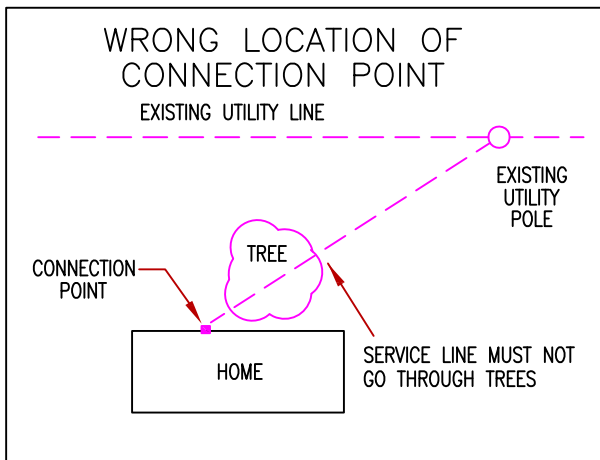 WRONG LOCATION OF
CONNECTION POINT
EXISTING UTILITY LINE
EXISTING
UTILITY
POLE
TREE
CONNECTION
POINT
SERVICE LINE MUST NOT
GO THROUGH TREES
HOME